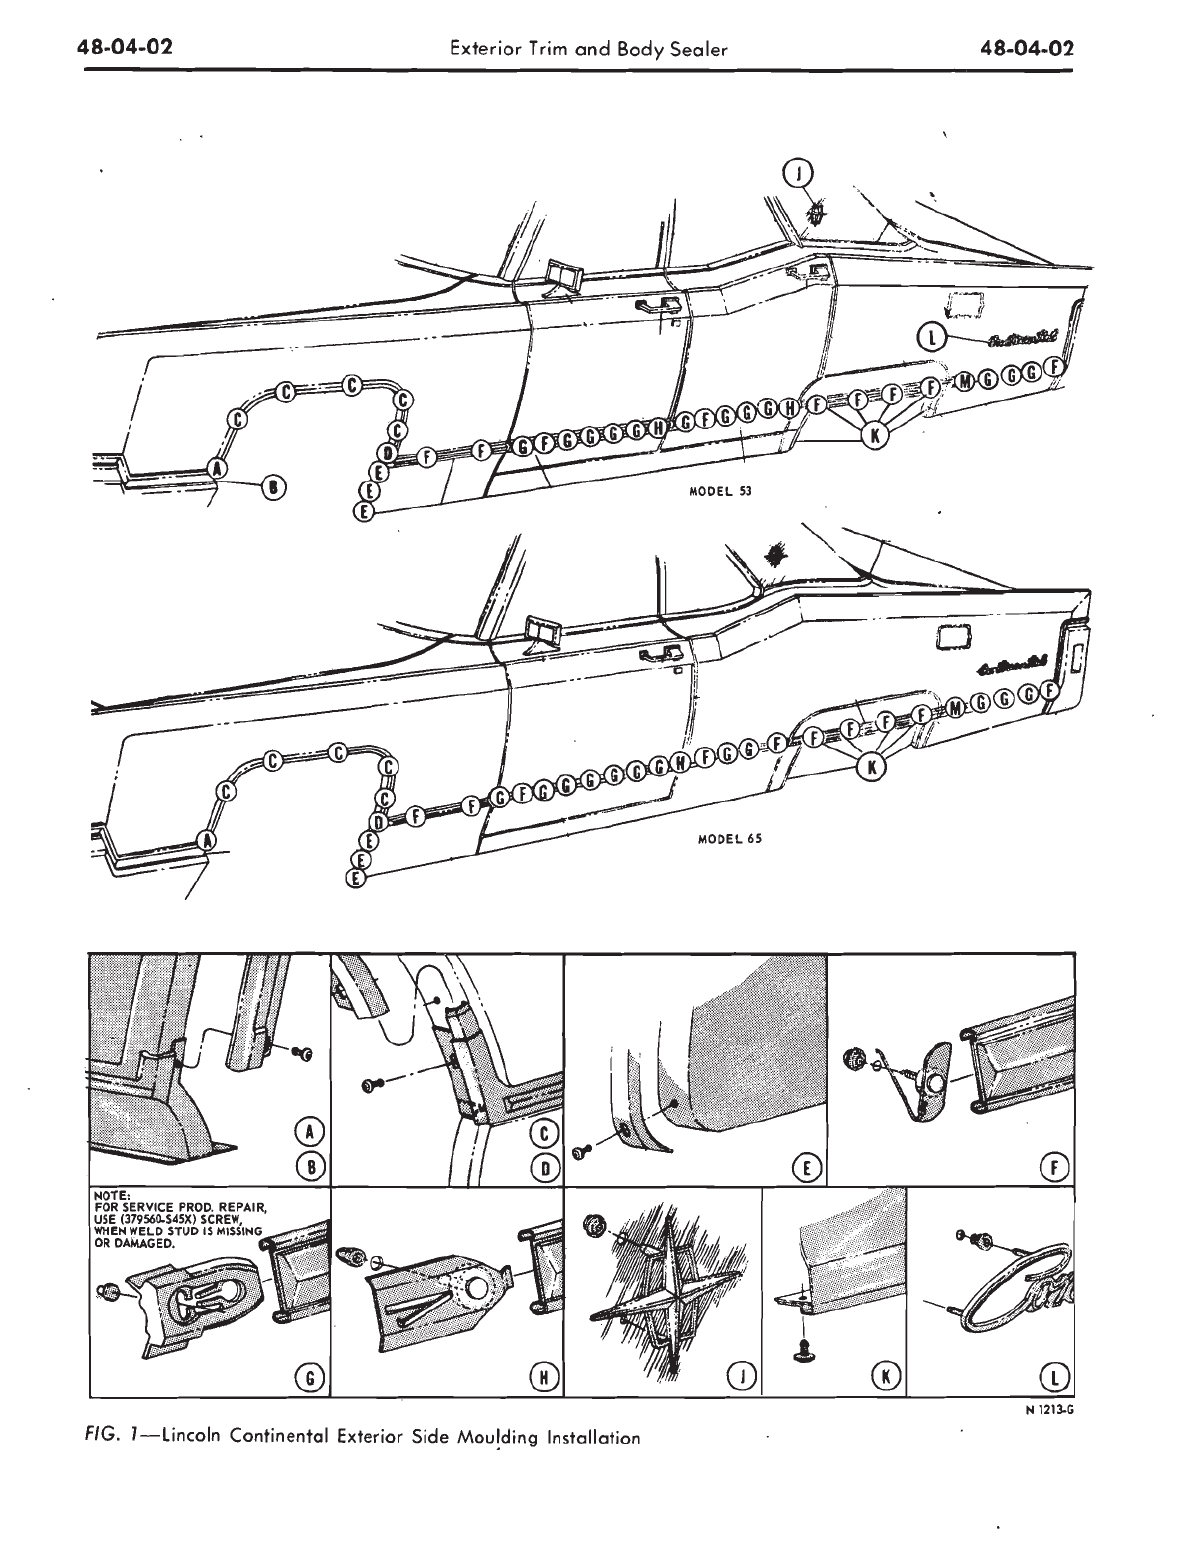 48-04-02 Exterior Trim and Body Sealer 48-04-02
J
L
Continental
C C C C C A B D E E E F F G F G G G G H G F G G G H F F F F M G G G F
K
MODEL 53
Continental
C C C C C A D E E E F F G F G G G G G G H F G G F F F F F M G G G F
K
MODEL 65
A
B
C
D
E
F
NOTE:
FOR SERVICE PROD. REPAIR,
USE (379560-S45X) SCREW,
WHEN WELD STUD IS MISSING
OR DAMAGED.
G
H
J
K
L
N 1213-G
FIG. 1—Lincoln Continental Exterior Side Moulding Installation